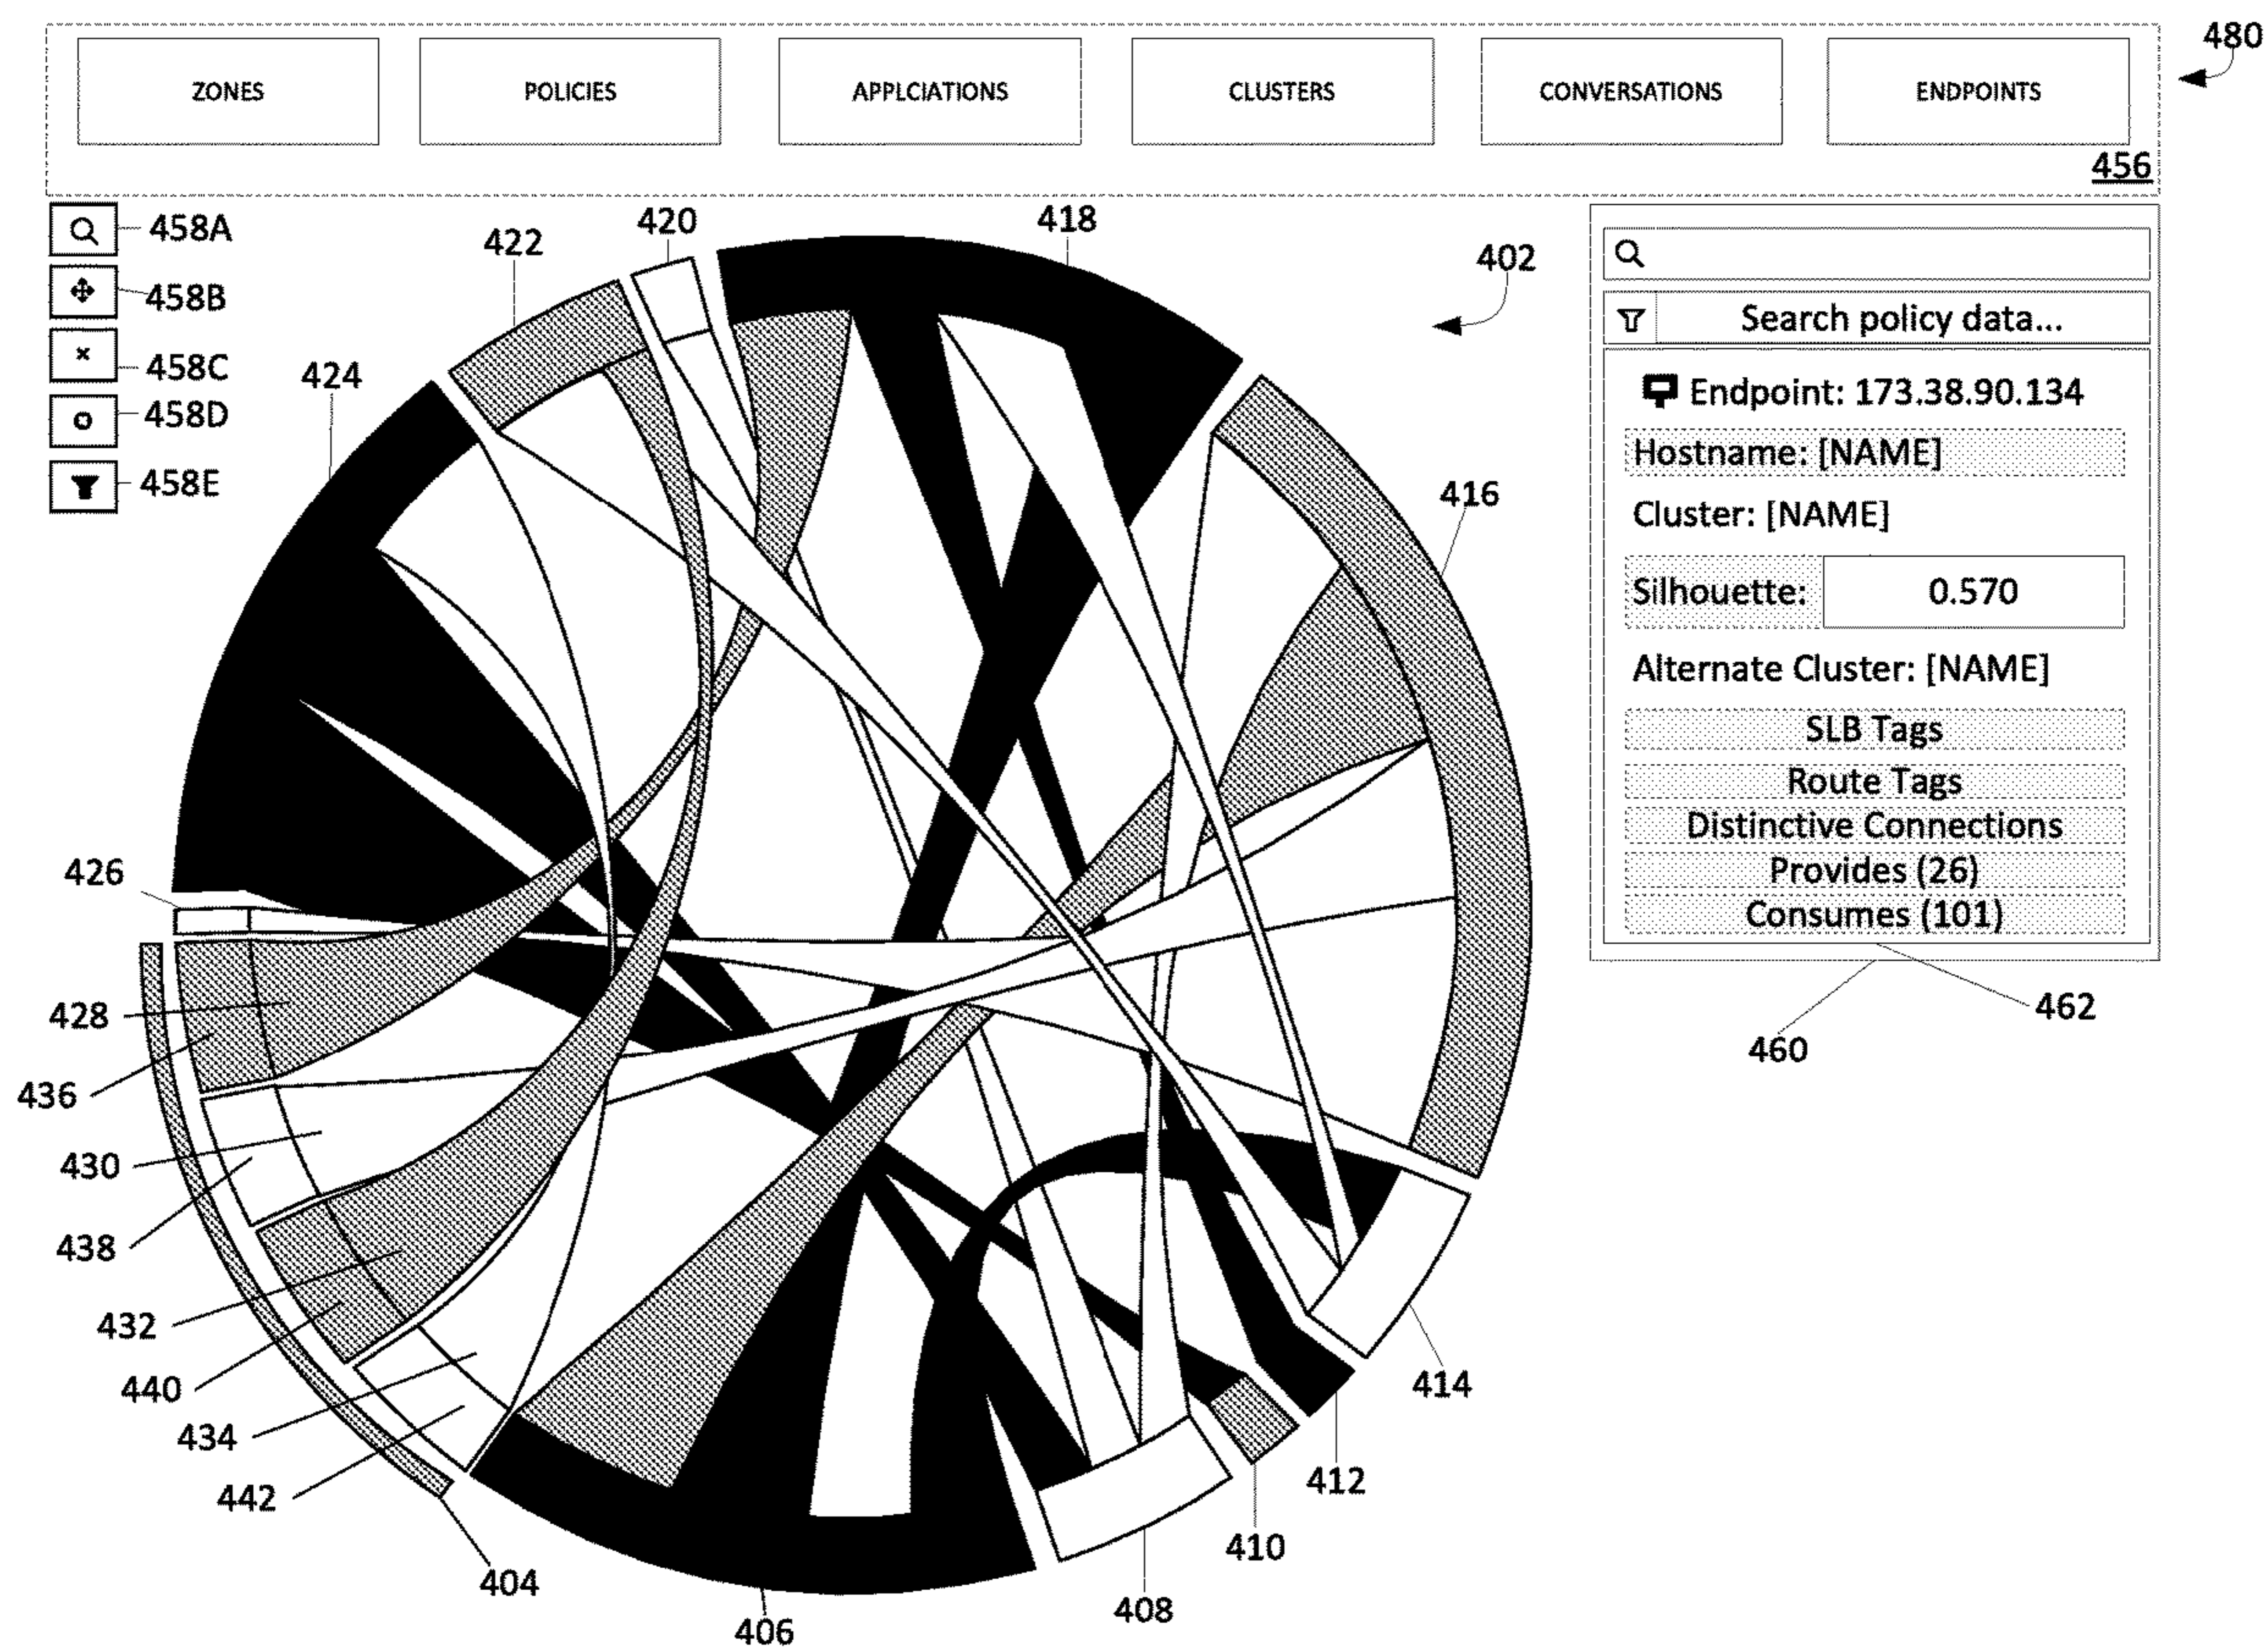 480
ZONES POLICIES APPLCIATIONS CLUSTERS CONVERSATIONS ENDPOINTS
456
458A
458B
458C
458D
458E
424
422
420
418
402
416
Search policy data...
Endpoint: 173.38.90.134
Hostname: [NAME]
Cluster: [NAME]
Silhouette: 0.570
Alternate Cluster: [NAME]
SLB Tags
Route Tags
Distinctive Connections
Provides (26)
Consumes (101)
462
460
426
428
436
430
438
432
440
434
442
404
406
408
410
412
414